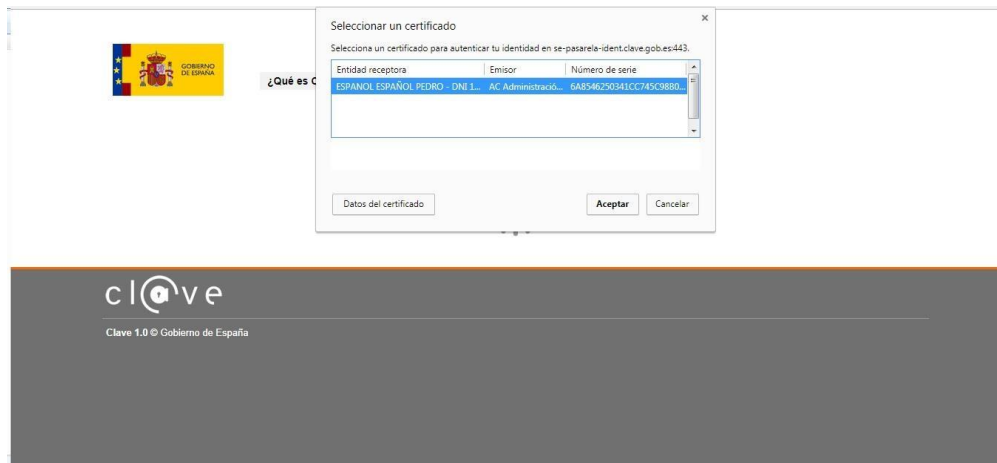 Seleccionar un certificado
Selecciona un certificado para autenticar tu identidad en se-pasarela-ident.clave.gob.es:443.
Entidad receptora Emisor Número de serie
ESPANOL ESPAÑOL PEDRO - DNI 1... AC Administració... 6A8546250341CC745C98B0...
GOBIERNO
DE ESPAÑA
¿Qué es C
Datos del certificado Aceptar Cancelar
cl@ve
Clave 1.0 © Gobierno de España